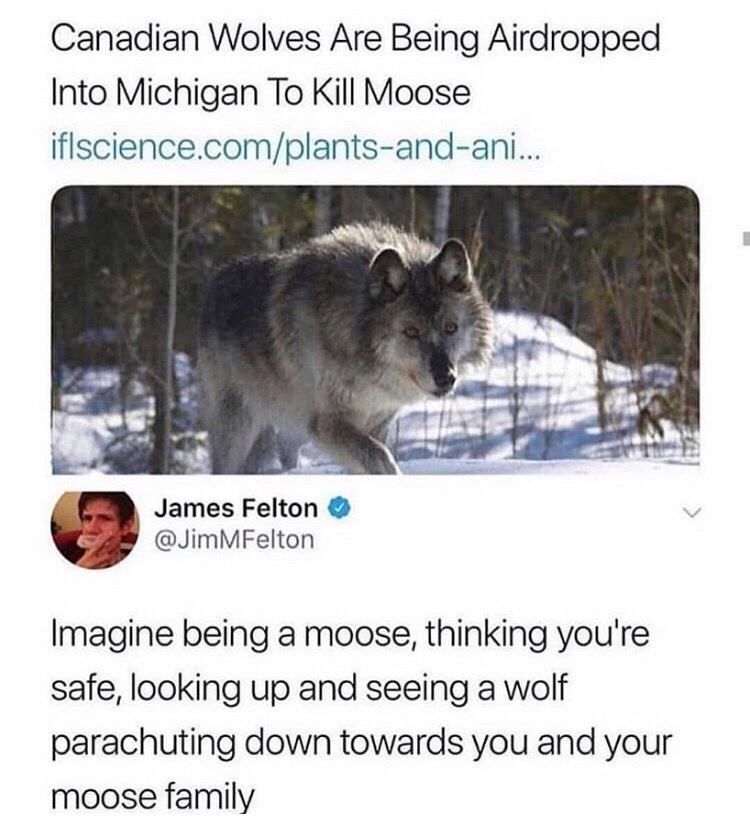 Canadian Wolves Are Being Airdropped
Into Michigan To Kill Moose
iflscience.com/plants-and-ani...
James Felton
@JimMFelton
Imagine being a moose, thinking you're
safe, looking up and seeing a wolf
parachuting down towards you and your
moose family